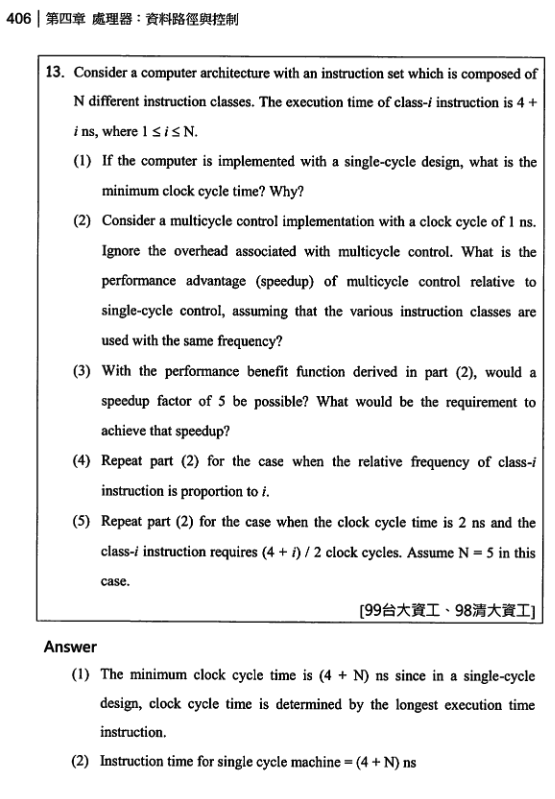 406 | 第四章 處理器：資料路徑與控制
13. Consider a computer architecture with an instruction set which is composed of
N different instruction classes. The execution time of class-i instruction is 4 +
i ns, where 1 ≤ i ≤ N.
(1) If the computer is implemented with a single-cycle design, what is the
minimum clock cycle time? Why?
(2) Consider a multicycle control implementation with a clock cycle of 1 ns.
Ignore the overhead associated with multicycle control. What is the
performance advantage (speedup) of multicycle control relative to
single-cycle control, assuming that the various instruction classes are
used with the same frequency?
(3) With the performance benefit function derived in part (2), would a
speedup factor of 5 be possible? What would be the requirement to
achieve that speedup?
(4) Repeat part (2) for the case when the relative frequency of class-i
instruction is proportion to i.
(5) Repeat part (2) for the case when the clock cycle time is 2 ns and the
class-i instruction requires (4 + i) / 2 clock cycles. Assume N = 5 in this
case.
[99台大資工、98清大資工]
Answer
(1) The minimum clock cycle time is (4 + N) ns since in a single-cycle
design, clock cycle time is determined by the longest execution time
instruction.
(2) Instruction time for single cycle machine = (4 + N) ns